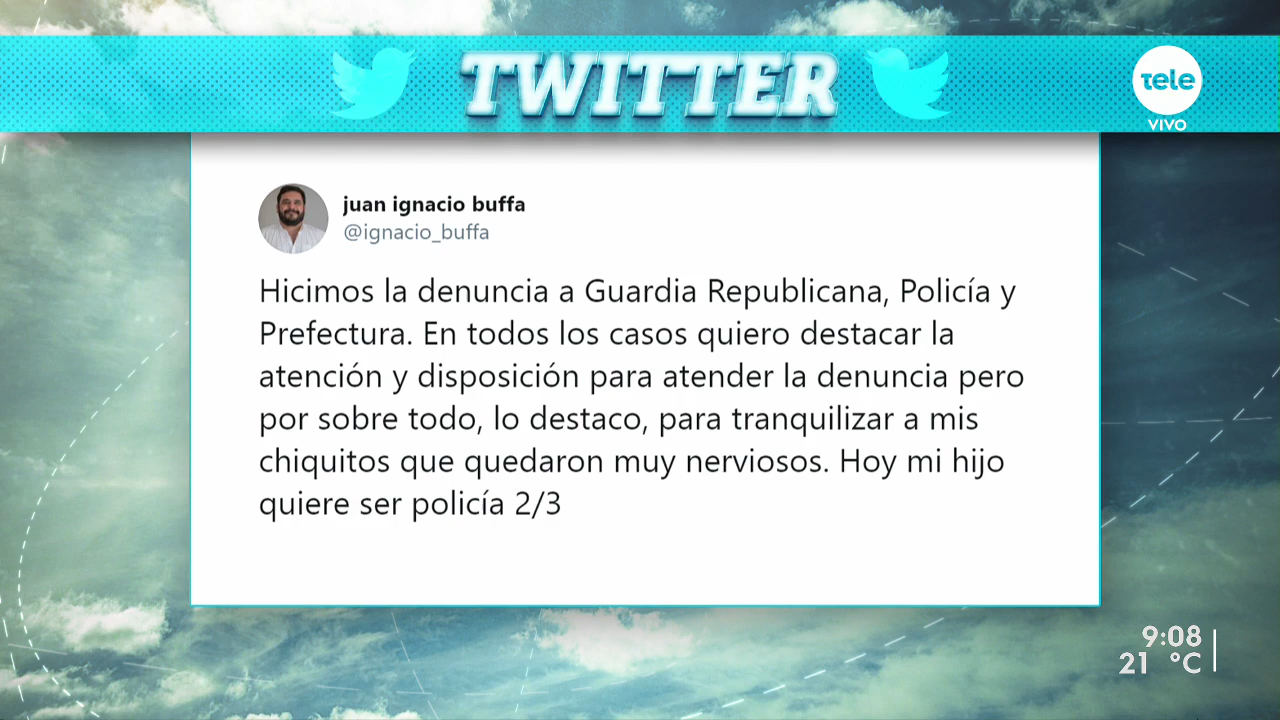 TWITTER
tele
VIVO
juan ignacio buffa
@ignacio_buffa
Hicimos la denuncia a Guardia Republicana, Policía y
Prefectura. En todos los casos quiero destacar la
atención y disposición para atender la denuncia pero
por sobre todo, lo destaco, para tranquilizar a mis
chiquitos que quedaron muy nerviosos. Hoy mi hijo
quiere ser policía 2/3
9:08
21 °C